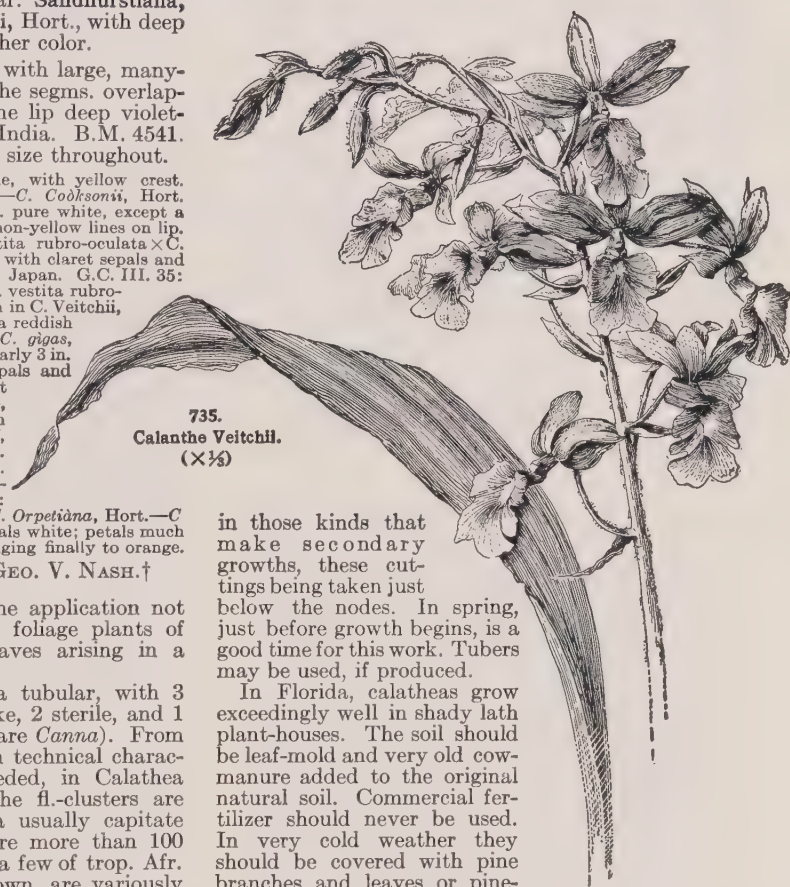 ar. Sandhurstiana,
i, Hort., with deep
her color.
with large, many-
he segms. overlap-
ne lip deep violet-
India. B.M. 4541.
size throughout.
e, with yellow crest.
—C. Coòksonii, Hort.
. pure white, except a
non-yellow lines on lip.
tita rubro-oculata × C.
with claret sepals and
Japan. G.C. III. 35:
. vestita rubro-
n in C. Veitchii,
a reddish
C. gìgas,
arly 3 in.
pals and
t
,
,
.
.
-
:
. Orpetiàna, Hort.—C
als white; petals much
ging finally to orange.
GEO. V. NASH.†
ne application not
foliage plants of
aves arising in a
a tubular, with 3
ke, 2 sterile, and 1
are Canna). From
n technical charac-
eded, in Calathea
he fl.-clusters are
a usually capitate
re more than 100
a few of trop. Afr.
own, are variously
735.
Calanthe Veitchii.
(×⅓)
in those kinds that
make secondary
growths, these cut-
tings being taken just
below the nodes. In spring,
just before growth begins, is a
good time for this work. Tubers
may be used, if produced.
In Florida, calatheas grow
exceedingly well in shady lath
plant-houses. The soil should
be leaf-mold and very old cow-
manure added to the original
natural soil. Commercial fer-
tilizer should never be used.
In very cold weather they
should be covered with pine
branches and leaves or pine-